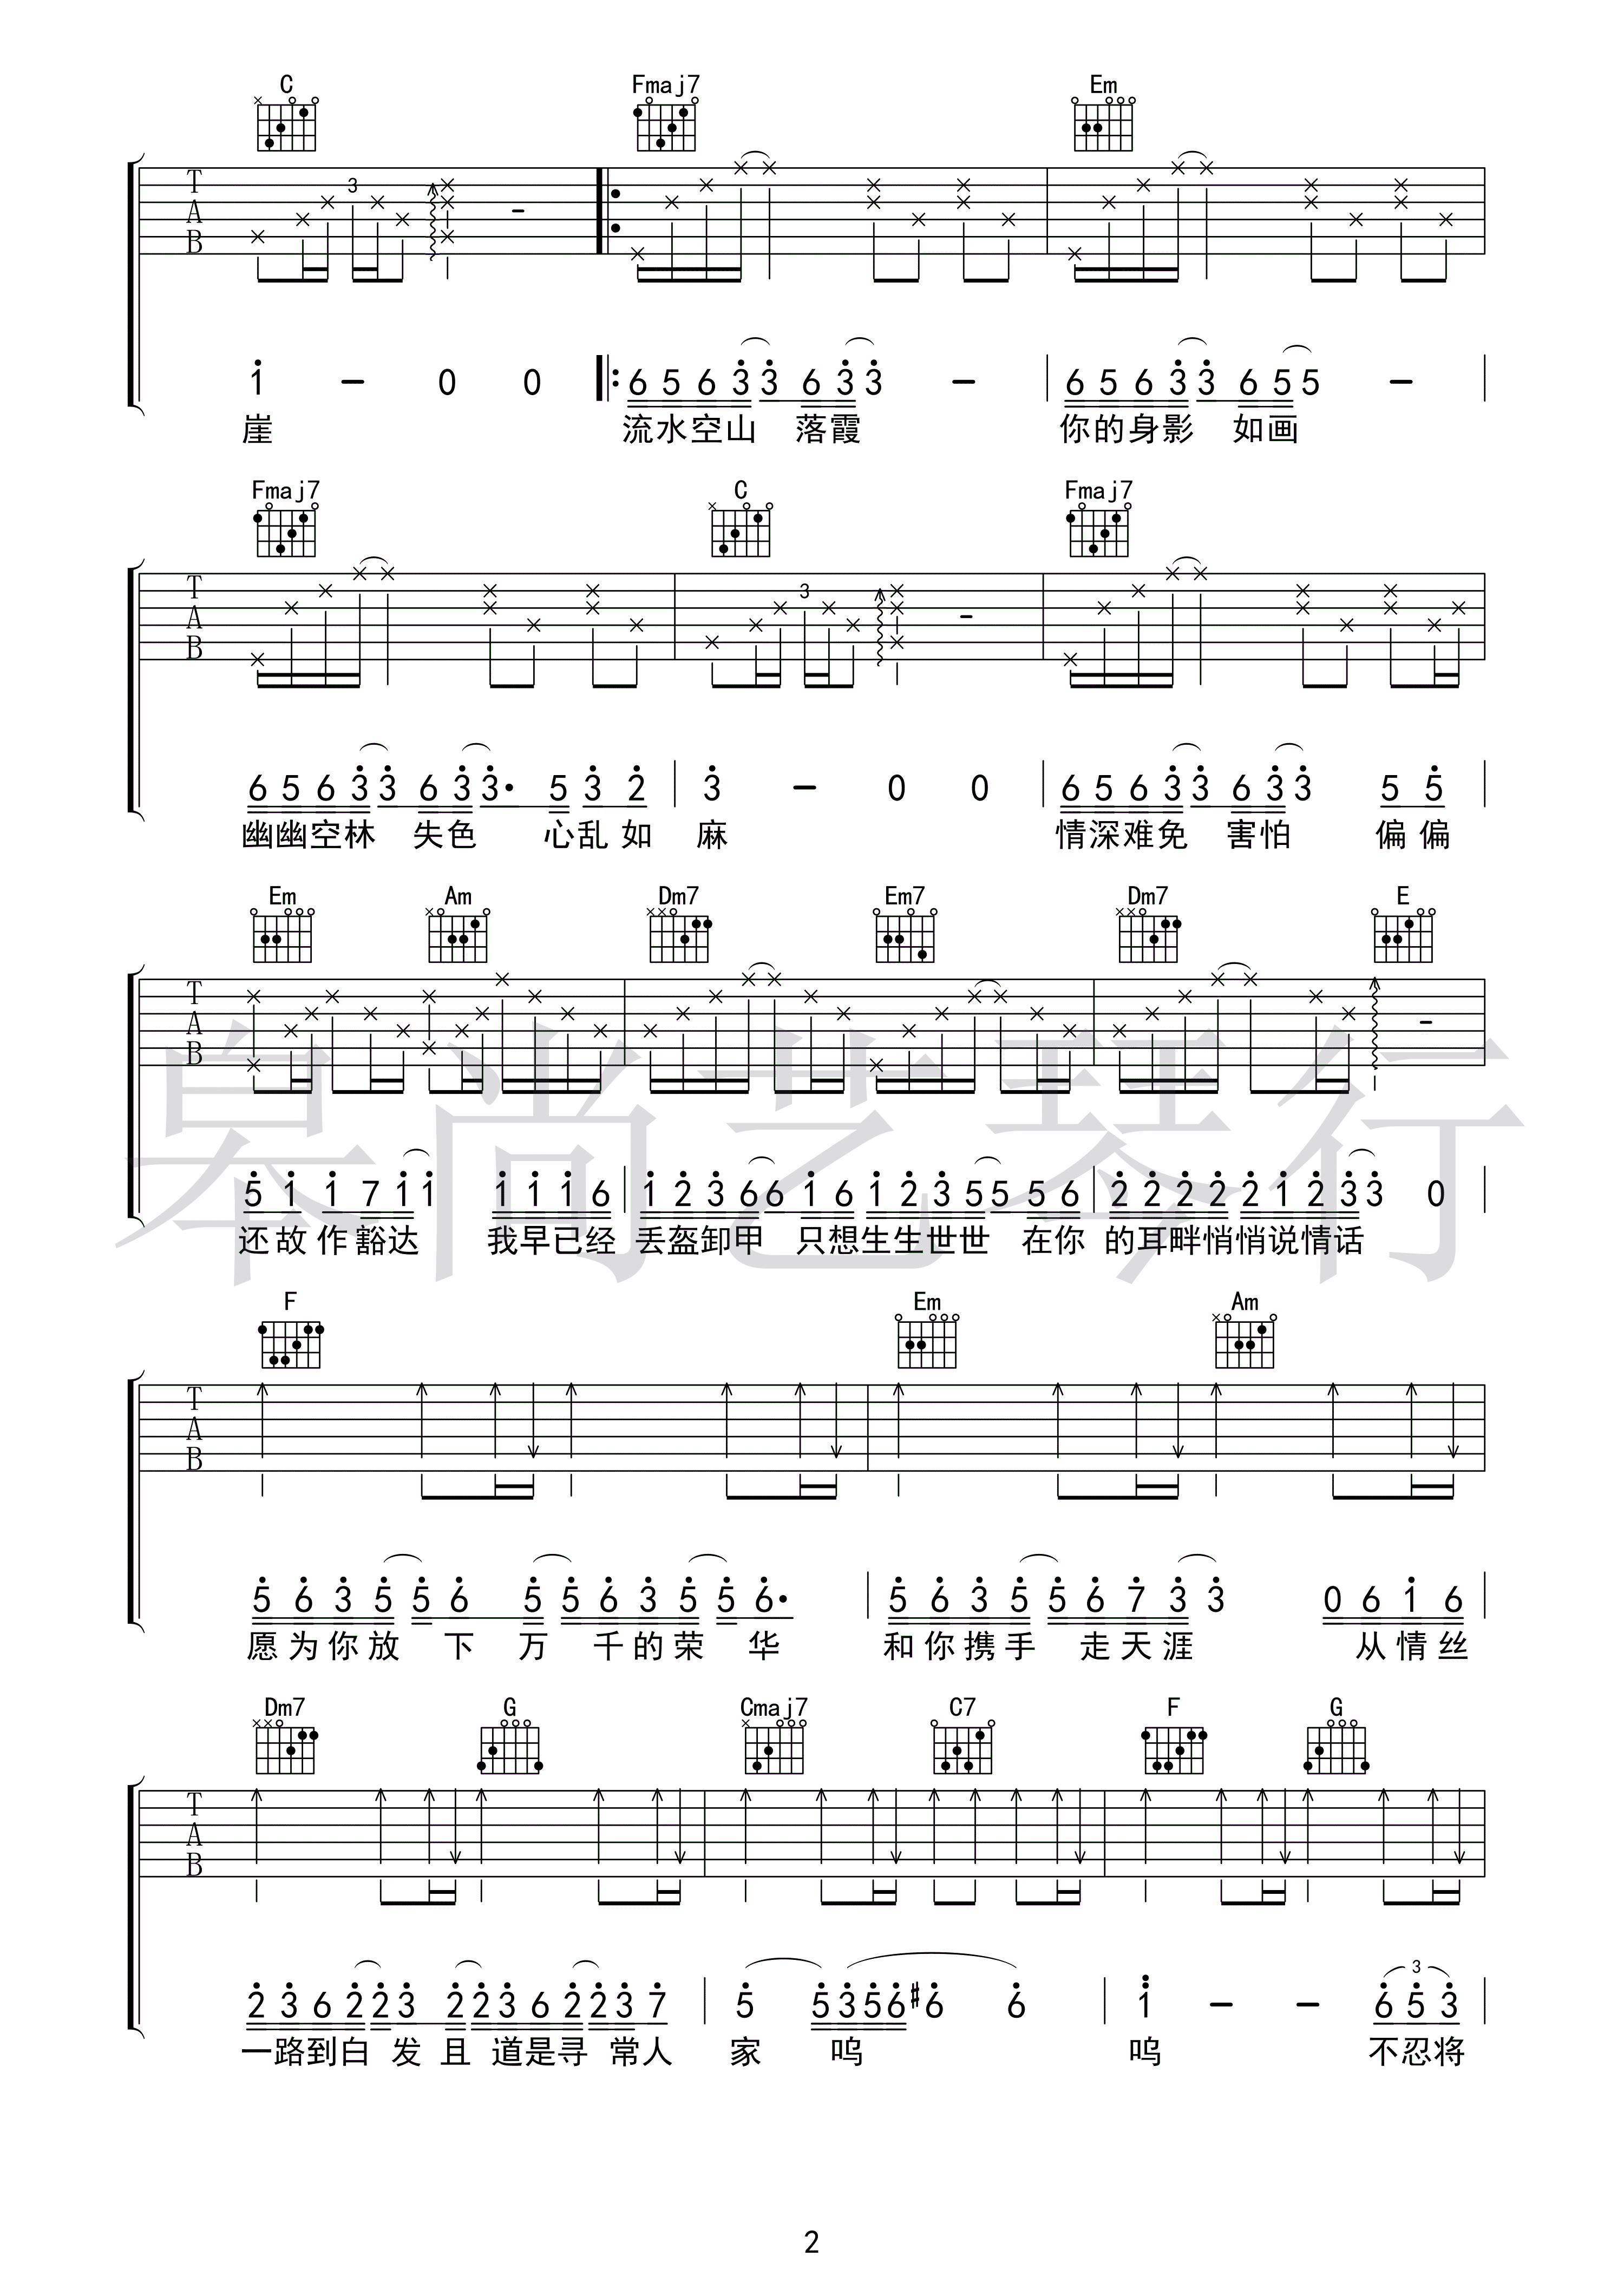 C Fmaj7 Em
T A B 3
1 - 0 0 6 5 6 3 3 6 3 3 - 6 5 6 3 3 6 5 5 -
崖 流水空山 落霞 你的身影 如画
Fmaj7 C Fmaj7
T A B 3
6 5 6 3 3 6 3 3· 5 3 2 3 - 0 0 6 5 6 3 3 6 3 3 5 5
幽幽空林 失色 心乱如 麻 情深难免 害怕 偏偏
Em Am Dm7 Em7 Dm7 E
T A B
5 1 1 7 1 1 1 1 1 6 1 2 3 6 6 1 6 1 2 3 5 5 5 6 2 2 2 2 2 1 2 3 3 0
还故作豁达 我早已经 丢盔卸甲 只想生生世世 在你 的耳畔悄悄说情话
F Em Am
T A B
5 6 3 5 5 6 5 5 6 3 5 5 6· 5 6 3 5 5 6 7 3 3 0 6 1 6
愿为你放 下 万 千的荣 华 和你携手 走天涯 从情丝
Dm7 G Cmaj7 C7 F G
T A B
2 3 6 2 2 3 2 2 3 6 2 2 3 7 5 5 3 5 6 #6 6 1 - - 3 6 5 3
一路到白 发 且 道是寻 常人 家 呜 呜 不忍将
皋尚艺琴行
2